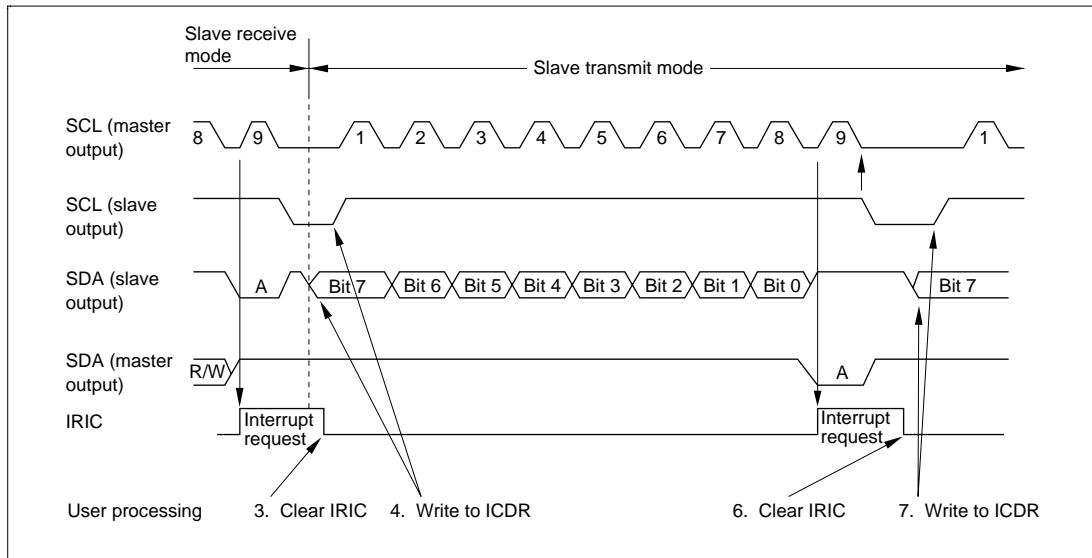 Slave receive
mode
Slave transmit mode
SCL (master
output)
8 9 1 2 3 4 5 6 7 8 9 1
SCL (slave
output)
SDA (slave
output)
A Bit 7 Bit 6 Bit 5 Bit 4 Bit 3 Bit 2 Bit 1 Bit 0 Bit 7
SDA (master
output)
R/W A
IRIC
Interrupt
request
Interrupt
request
User processing 3. Clear IRIC 4. Write to ICDR 6. Clear IRIC 7. Write to ICDR